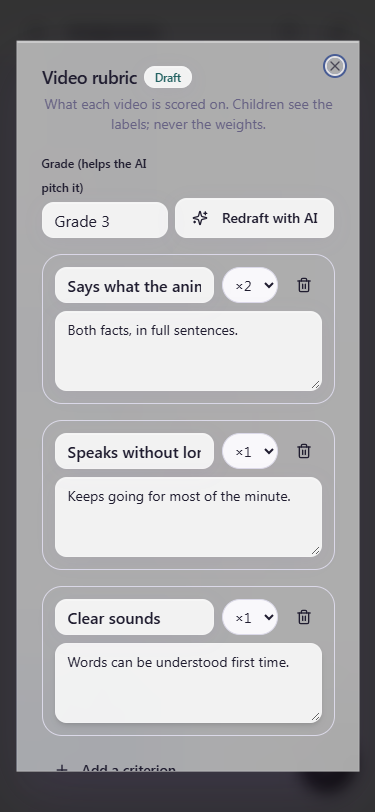 Video rubric Draft
What each video is scored on. Children see the
labels; never the weights.
Grade (helps the AI
pitch it)
Grade 3 Redraft with AI
Says what the anin ×2
Both facts, in full sentences.
Speaks without lor ×1
Keeps going for most of the minute.
Clear sounds ×1
Words can be understood first time.
+ Add a criterion